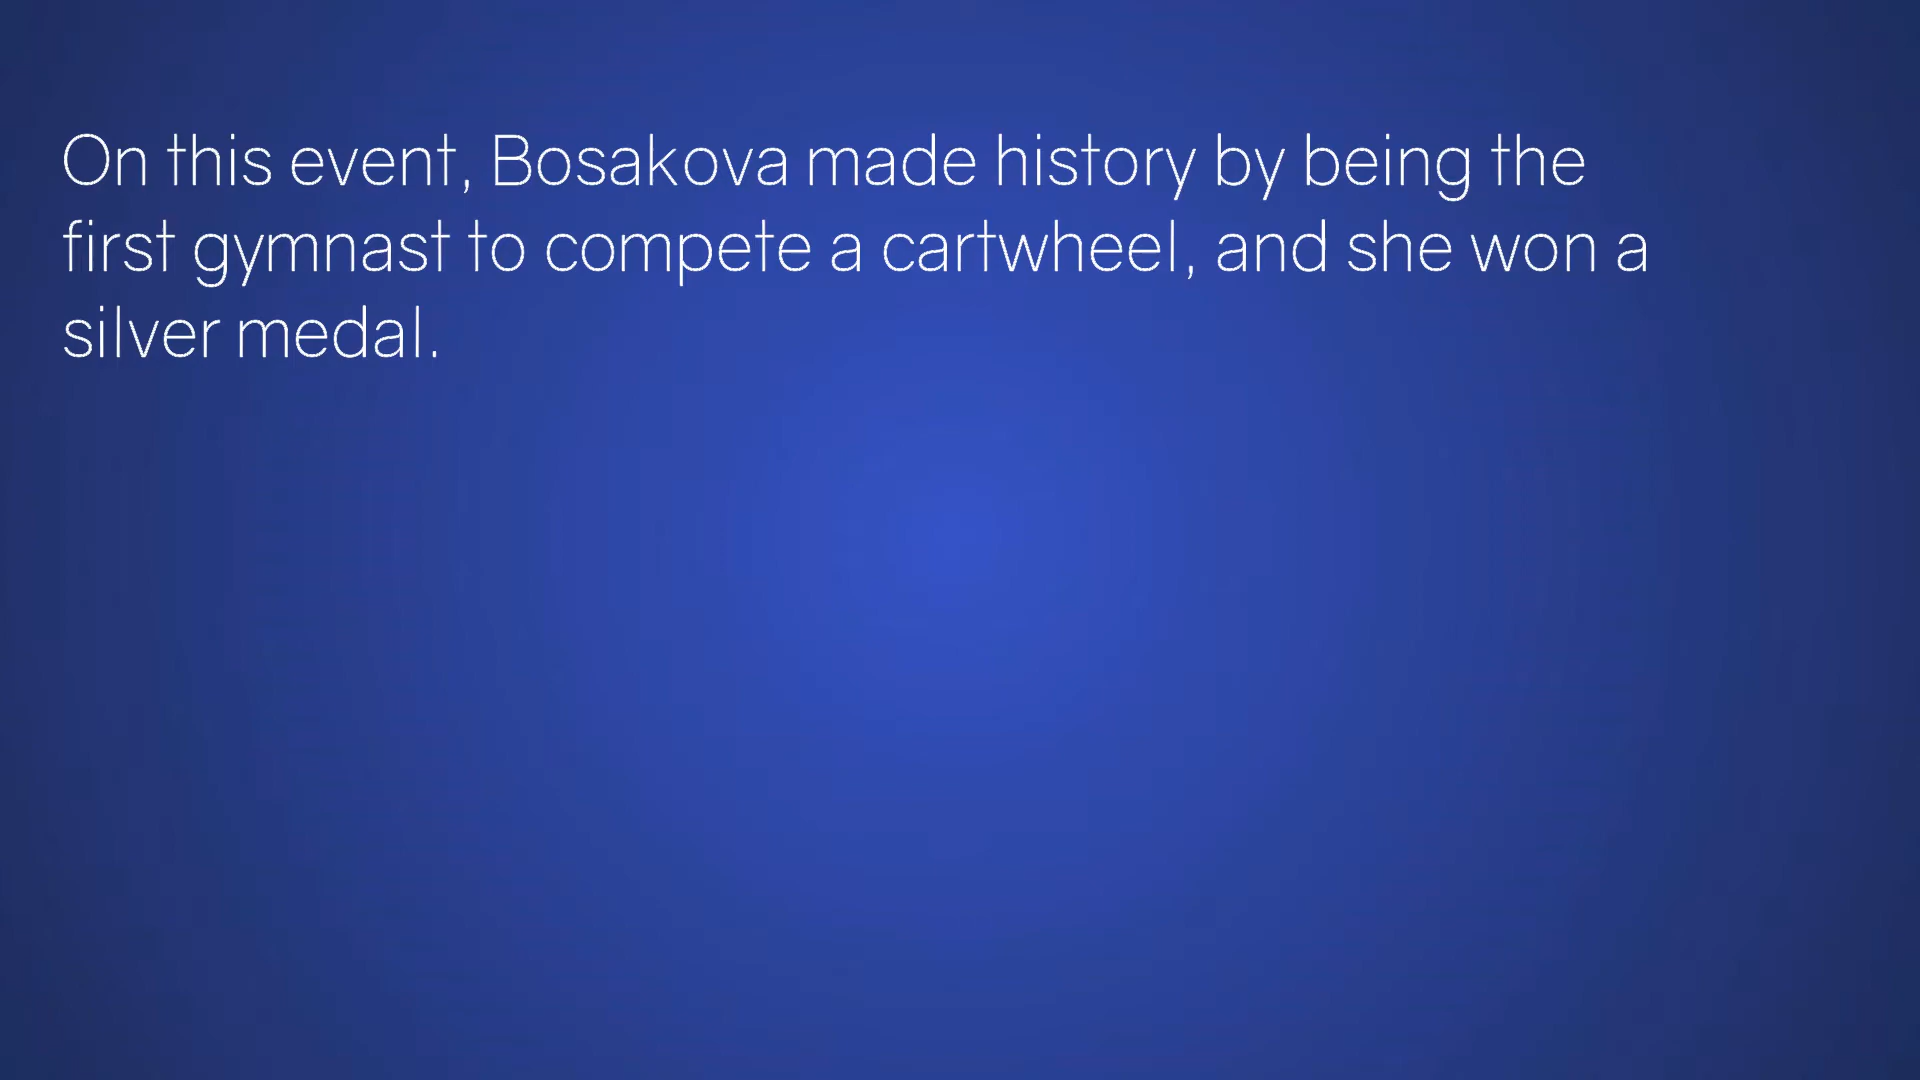 On this event, Bosakova made history by being the
first gymnast to compete a cartwheel, and she won a
silver medal.